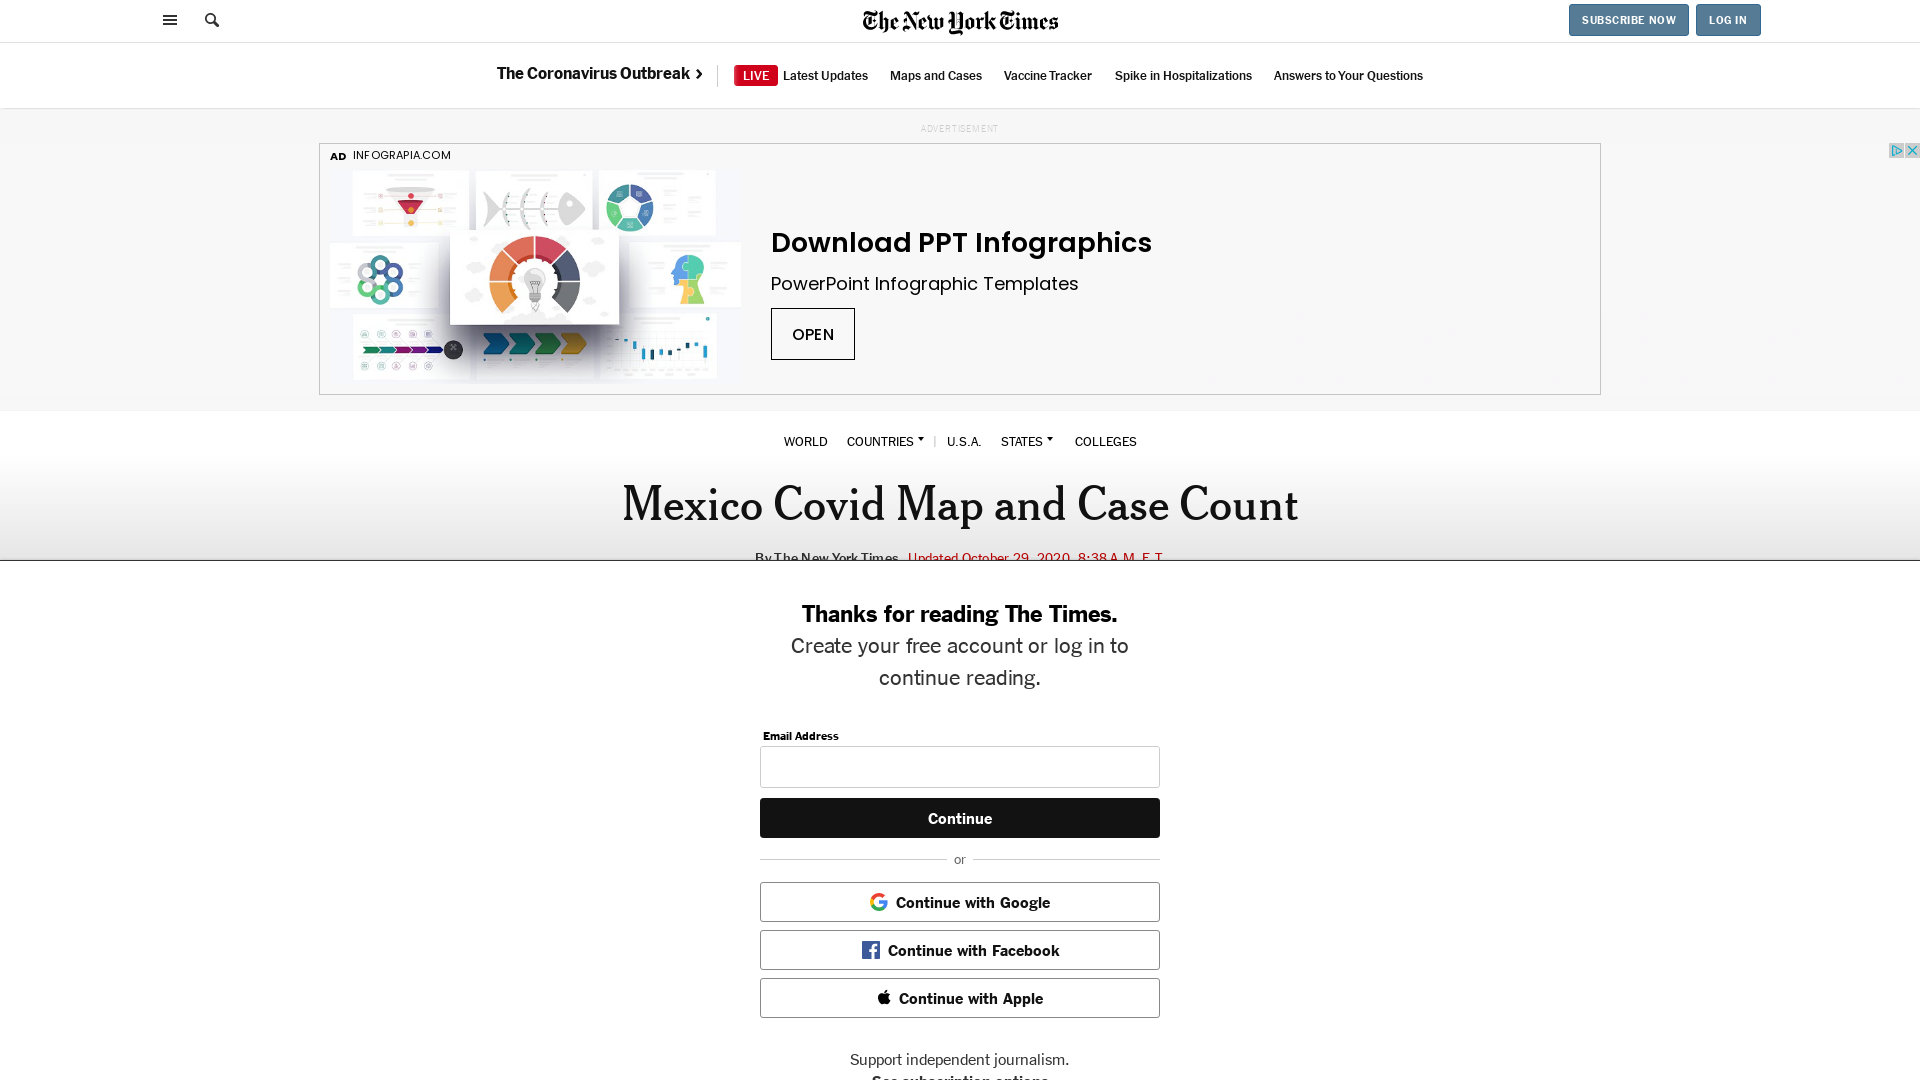 The New York Times
SUBSCRIBE NOW
LOG IN
The Coronavirus Outbreak
LIVE
Latest Updates
Maps and Cases
Vaccine Tracker
Spike in Hospitalizations
Answers to Your Questions
ADVERTISEMENT
AD INFOGRAPIA.COM
Download PPT Infographics
PowerPoint Infographic Templates
OPEN
WORLD COUNTRIES | U.S.A. STATES COLLEGES
Mexico Covid Map and Case Count
By The New York Times Updated October 29, 2020, 8:38 A.M. E.T.
Thanks for reading The Times.
Create your free account or log in to
continue reading.
Email Address
Continue
or
Continue with Google
Continue with Facebook
Continue with Apple
Support independent journalism.
See subscription options